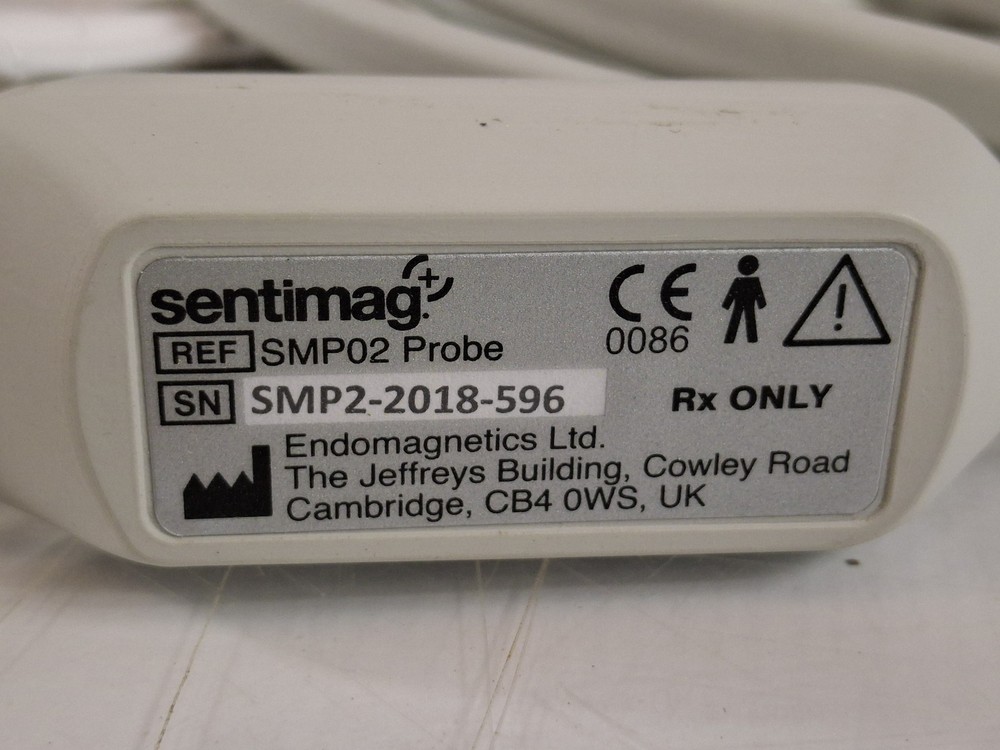 sentimag
CE
0086
REF SMP02 Probe
SN SMP2-2018-596
Rx ONLY
Endomagnetics Ltd.
The Jeffreys Building, Cowley Road
Cambridge, CB4 0WS, UK